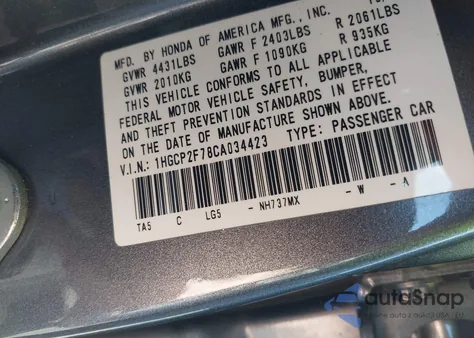 MFD. BY HONDA OF AMERICA MFG., INC.
GVWR 4431LBS GAWR F 2403LBS R 2061LBS
GVWR 2010KG GAWR F 1090KG R 935KG
THIS VEHICLE CONFORMS TO ALL APPLICABLE
FEDERAL MOTOR VEHICLE SAFETY, BUMPER,
AND THEFT PREVENTION STANDARDS IN EFFECT
ON THE DATE OF MANUFACTURE SHOWN ABOVE.
V.I.N.: 1HGCP2F78CA034423 TYPE: PASSENGER CAR
TA5 C LG5 - NH737MX -W -A
autoSnap